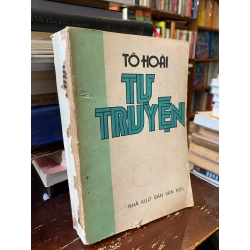 TÔ HOÀI
TỰ
TRUYỆN
NHÀ XUẤT BẢN VĂN HỌC